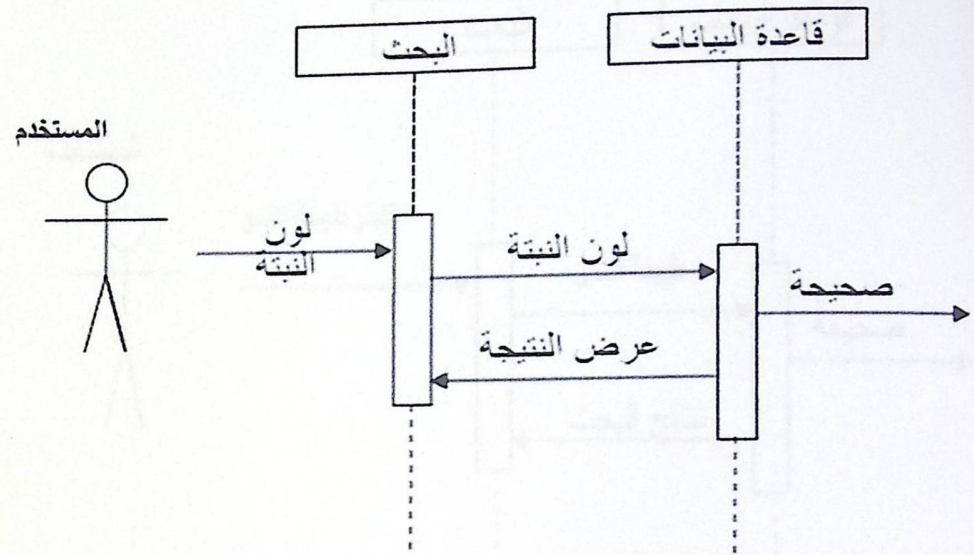 البحث
قاعدة البيانات
المستخدم
لون
النبتة
لون النبتة
صحيحة
عرض النتيجة